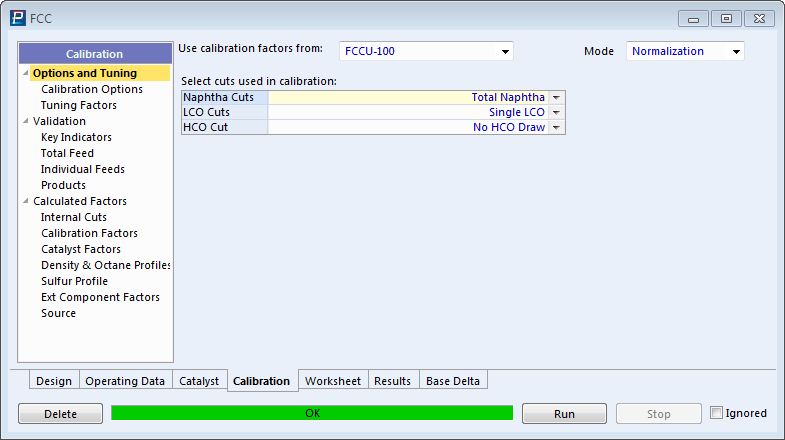 FCC
Calibration
Options and Tuning
Calibration Options
Tuning Factors
Validation
Key Indicators
Total Feed
Individual Feeds
Products
Calculated Factors
Internal Cuts
Calibration Factors
Catalyst Factors
Density & Octane Profiles
Sulfur Profile
Ext Component Factors
Source
Use calibration factors from: FCCU-100 Mode Normalization
Select cuts used in calibration:
Naphtha Cuts Total Naphtha
LCO Cuts Single LCO
HCO Cut No HCO Draw
Design Operating Data Catalyst Calibration Worksheet Results Base Delta
Delete OK Run Stop Ignored